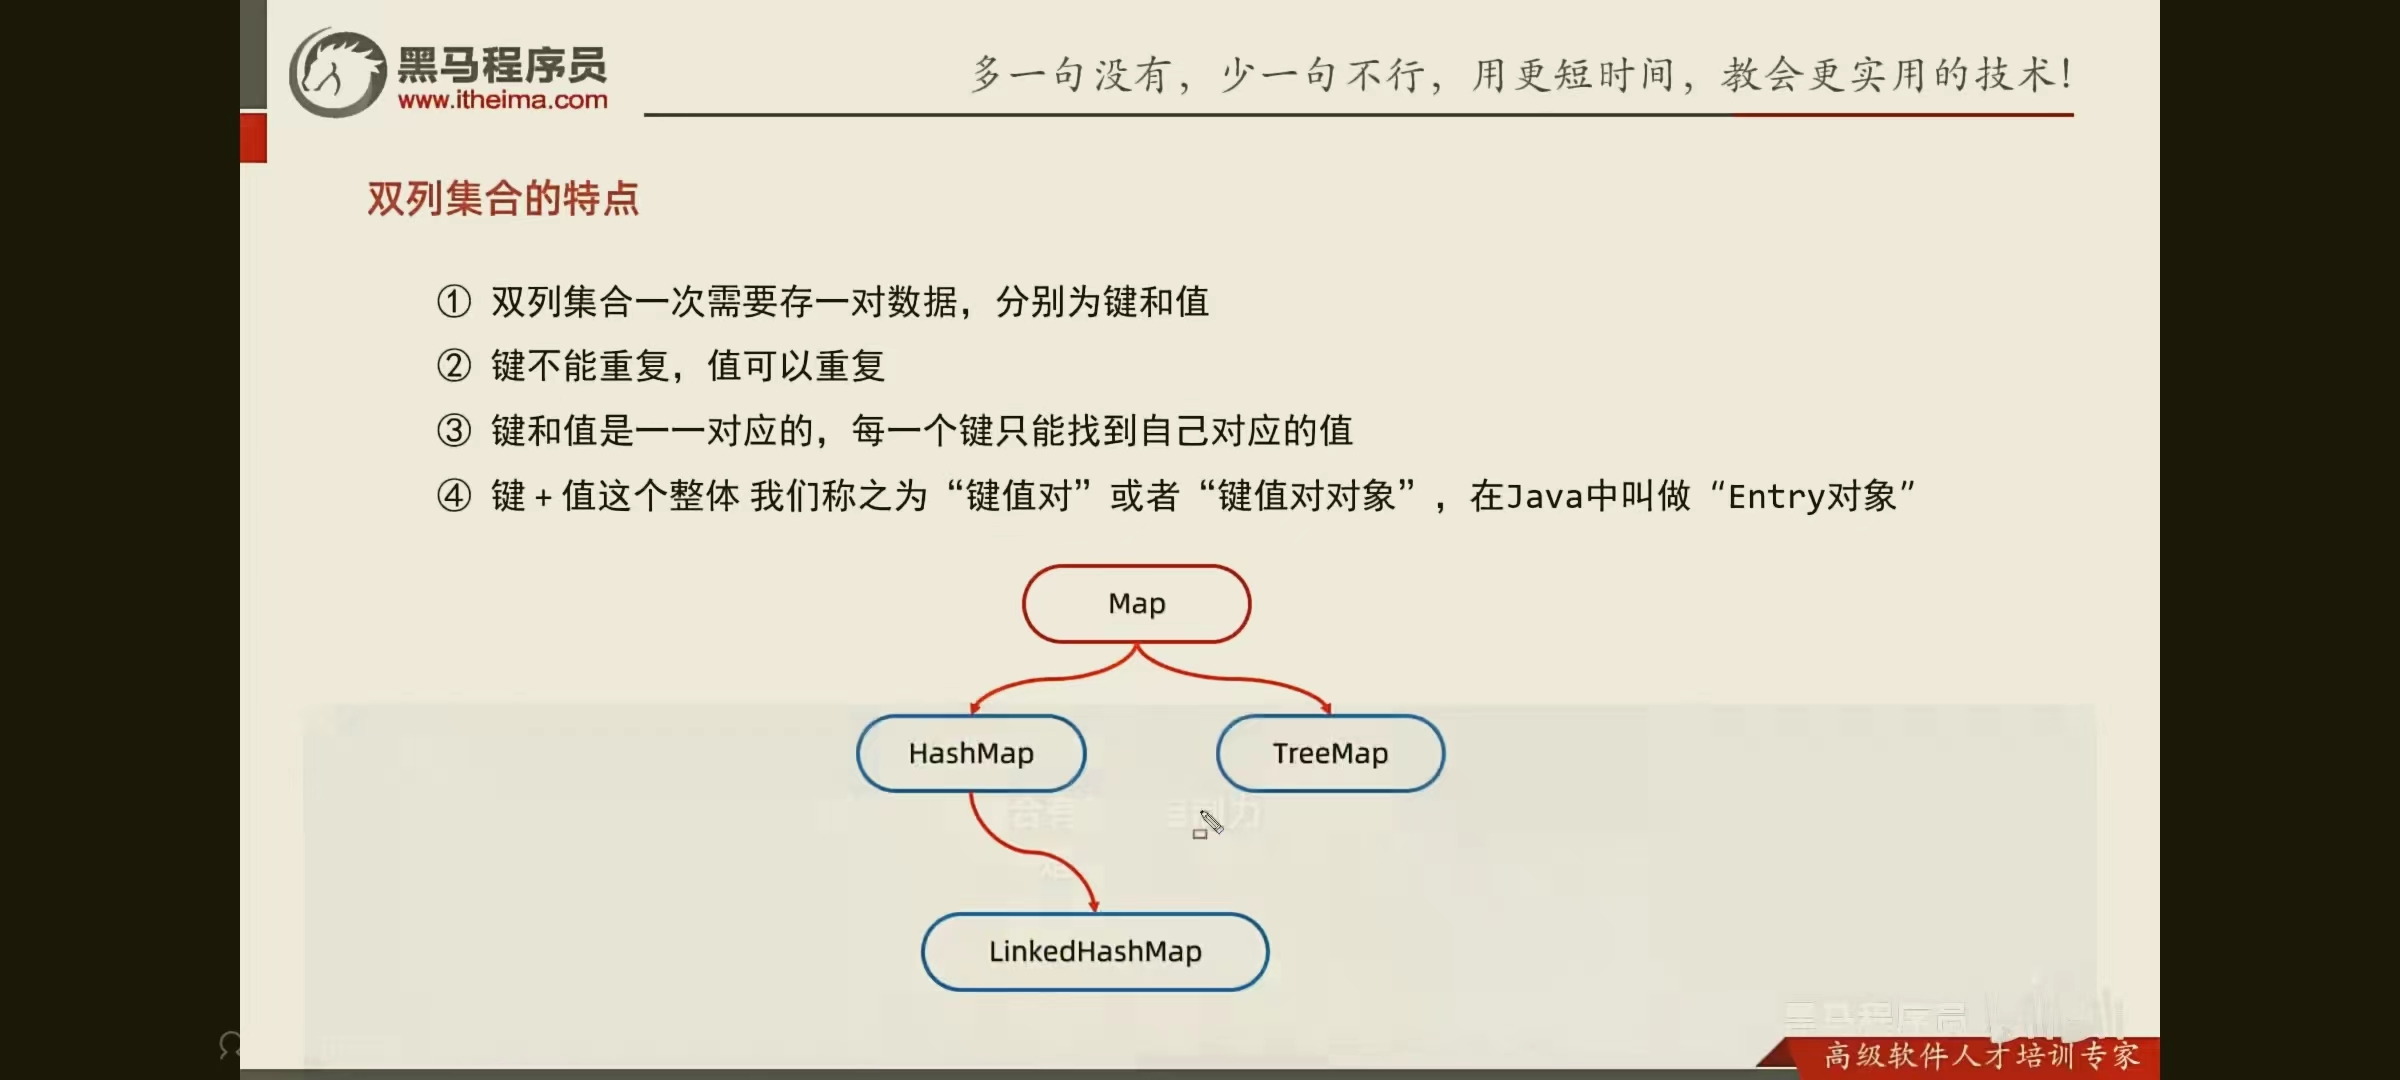 黑马程序员
www.itheima.com
多一句没有，少一句不行，用更短时间，教会更实用的技术！
双列集合的特点
① 双列集合一次需要存一对数据，分别为键和值
② 键不能重复，值可以重复
③ 键和值是一一对应的，每一个键只能找到自己对应的值
④ 键 + 值这个整体 我们称之为“键值对”或者“键值对对象”，在Java中叫做“Entry对象”
Map
HashMap
TreeMap
LinkedHashMap
黑马程序员
高级软件人才培训专家